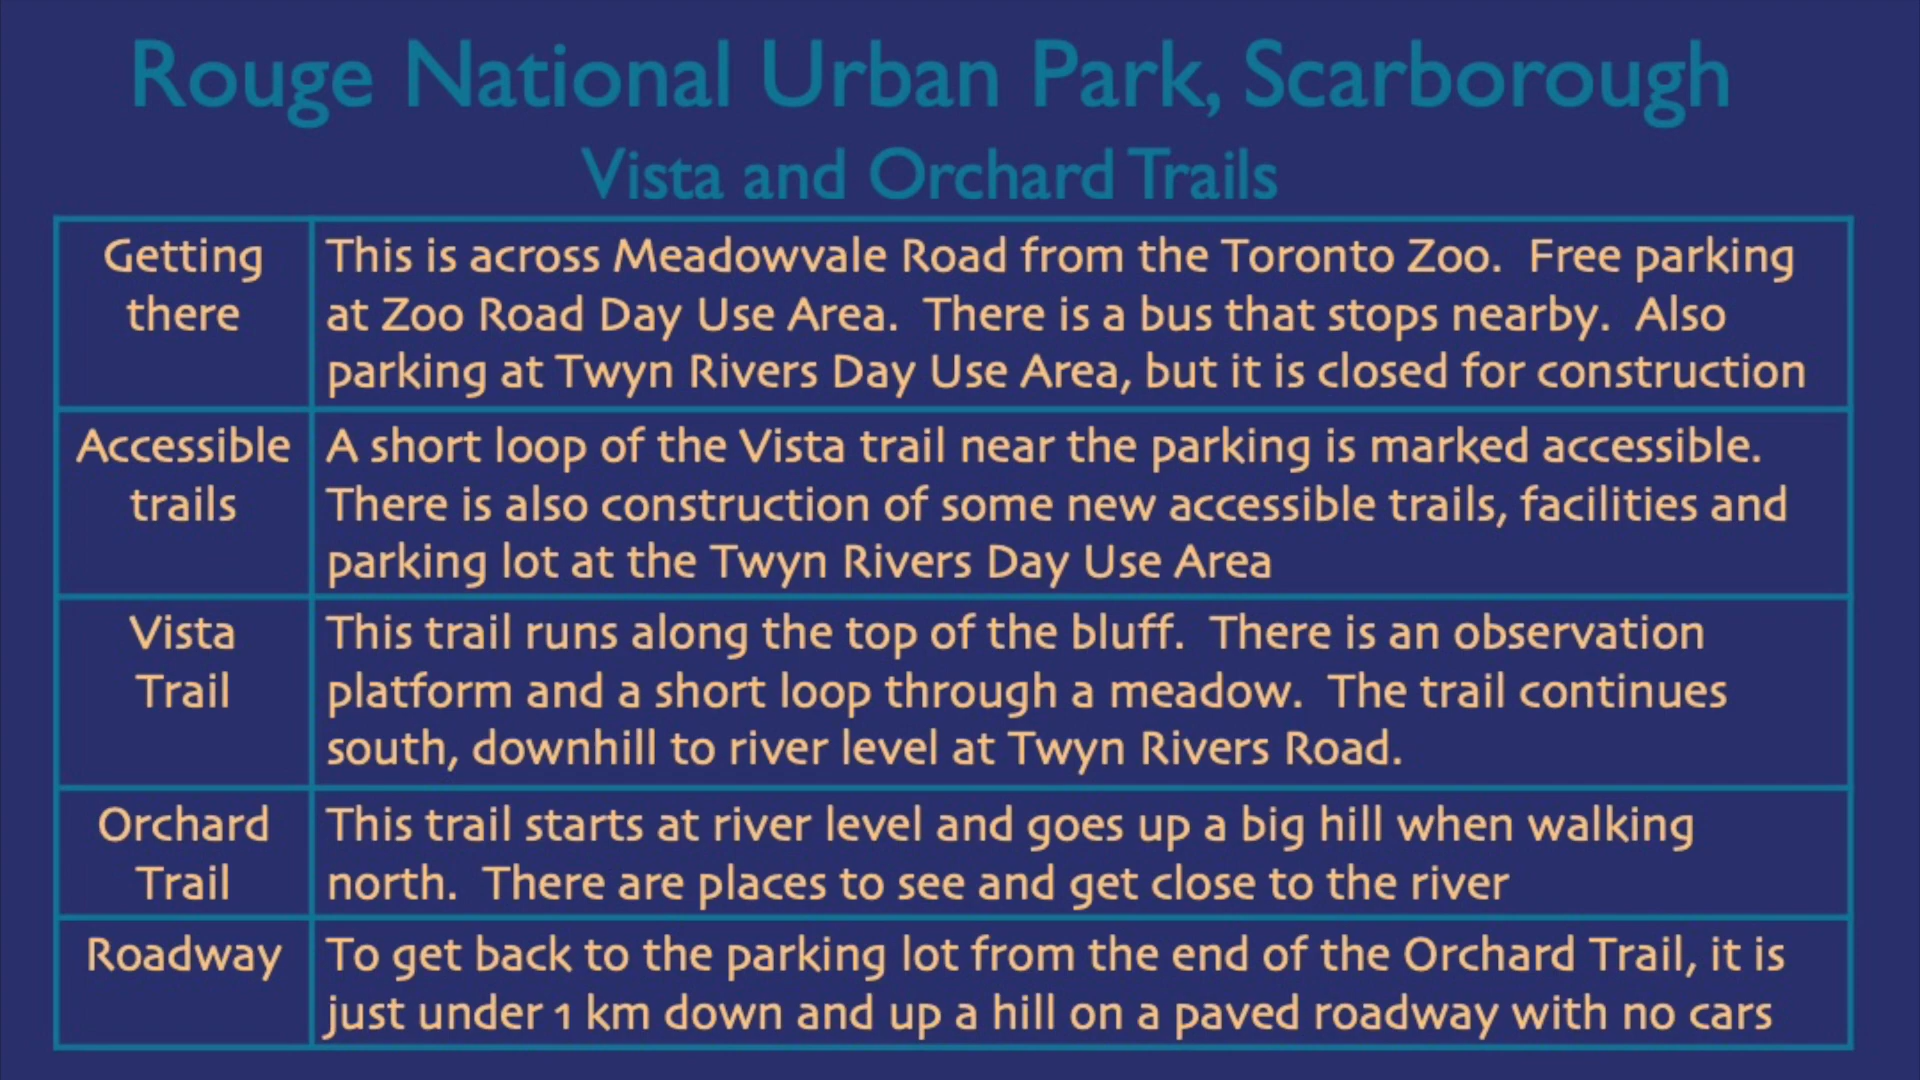 Rouge National Urban Park, Scarborough
Vista and Orchard Trails
Getting
there
This is across Meadowvale Road from the Toronto Zoo. Free parking
at Zoo Road Day Use Area. There is a bus that stops nearby. Also
parking at Twyn Rivers Day Use Area, but it is closed for construction
Accessible
trails
A short loop of the Vista trail near the parking is marked accessible.
There is also construction of some new accessible trails, facilities and
parking lot at the Twyn Rivers Day Use Area
Vista
Trail
This trail runs along the top of the bluff. There is an observation
platform and a short loop through a meadow. The trail continues
south, downhill to river level at Twyn Rivers Road.
Orchard
Trail
This trail starts at river level and goes up a big hill when walking
north. There are places to see and get close to the river
Roadway
To get back to the parking lot from the end of the Orchard Trail, it is
just under 1 km down and up a hill on a paved roadway with no cars